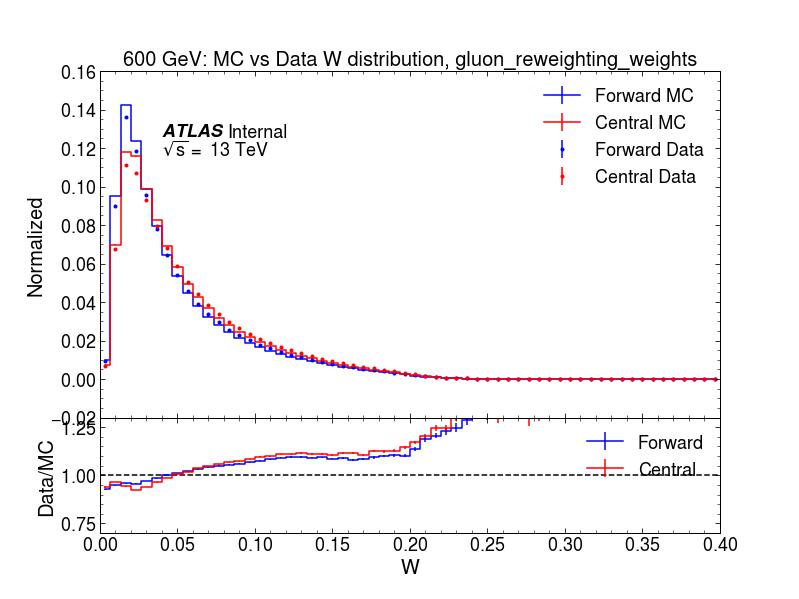 600 GeV: MC vs Data W distribution, gluon_reweighting_weights
0.16
0.14
0.12
0.10
0.08
0.06
0.04
0.02
0.00
−0.02
Normalized
ATLAS Internal
√s = 13 TeV
Forward MC
Central MC
Forward Data
Central Data
1.25
1.00
0.75
Data/MC
Forward
Central
0.00 0.05 0.10 0.15 0.20 0.25 0.30 0.35 0.40
W